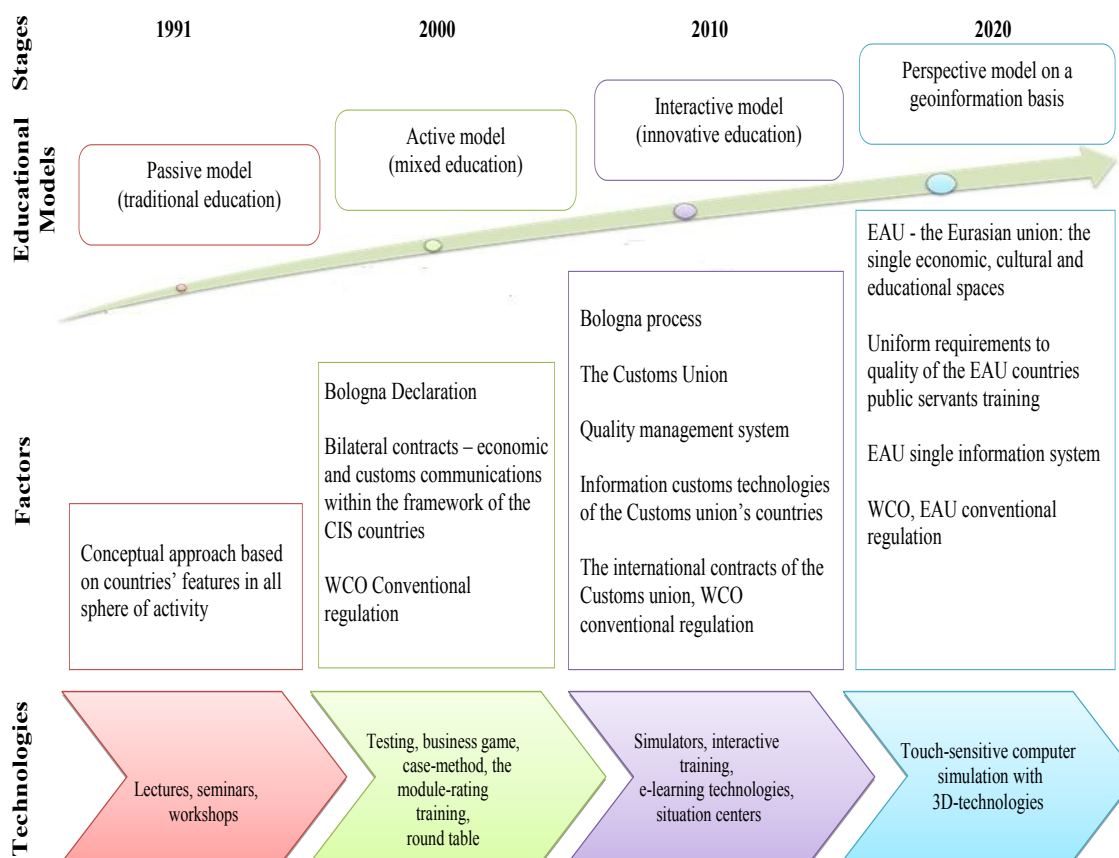 Stages
1991
2000
2010
2020
Educational
Models
Passive model
(traditional education)
Active model
(mixed education)
Interactive model
(innovative education)
Perspective model on a
geoinformation basis
Factors
Conceptual approach based
on countries’ features in all
sphere of activity
Bologna Declaration
Bilateral contracts – economic
and customs communications
within the framework of the
CIS countries
WCO Conventional
regulation
Bologna process
The Customs Union
Quality management system
Information customs technologies
of the Customs union’s countries
The international contracts of the
Customs union, WCO
conventional regulation
EAU - the Eurasian union: the
single economic, cultural and
educational spaces
Uniform requirements to
quality of the EAU countries
public servants training
EAU single information system
WCO, EAU conventional
regulation
Technologies
Lectures, seminars,
workshops
Testing, business game,
case-method, the
module-rating
training,
round table
Simulators, interactive
training,
e-learning technologies,
situation centers
Touch-sensitive computer
simulation with
3D-technologies